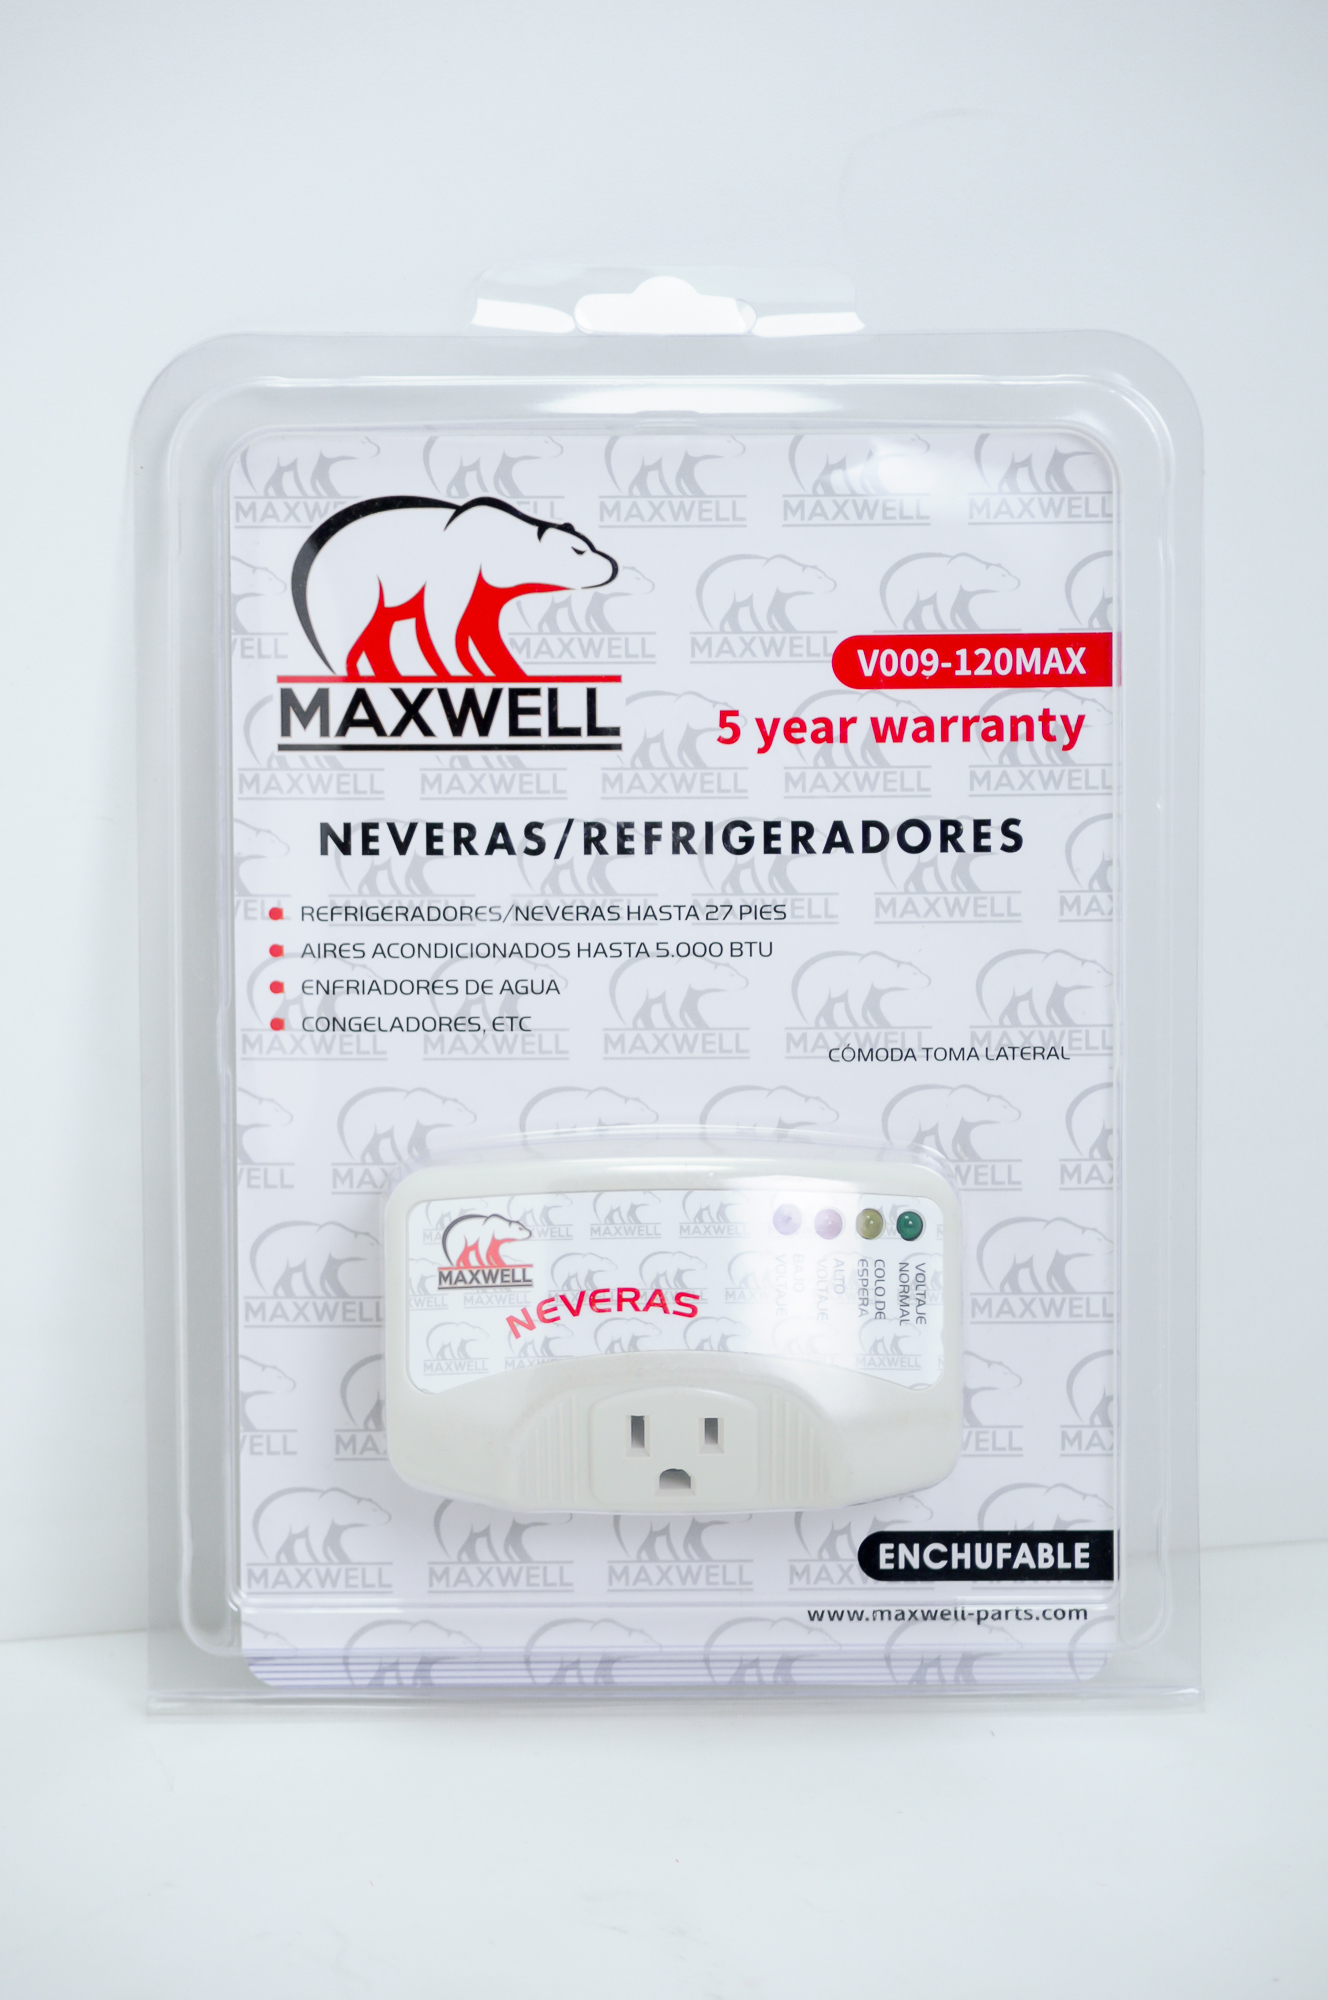 MAXWELL
V009-120MAX
5 year warranty
NEVERAS/REFRIGERADORES
REFRIGERADORES/NEVERAS HASTA 27 PIES
AIRES ACONDICIONADOS HASTA 5.000 BTU
ENFRIADORES DE AGUA
CONGELADORES, ETC
CÓMODA TOMA LATERAL
MAXWELL
NEVERAS
BAJO
VOLTAJE
ALTO
VOLTAJE
COLO DE
ESPERA
VOLTAJE
NORMAL
ENCHUFABLE
www.maxwell-parts.com